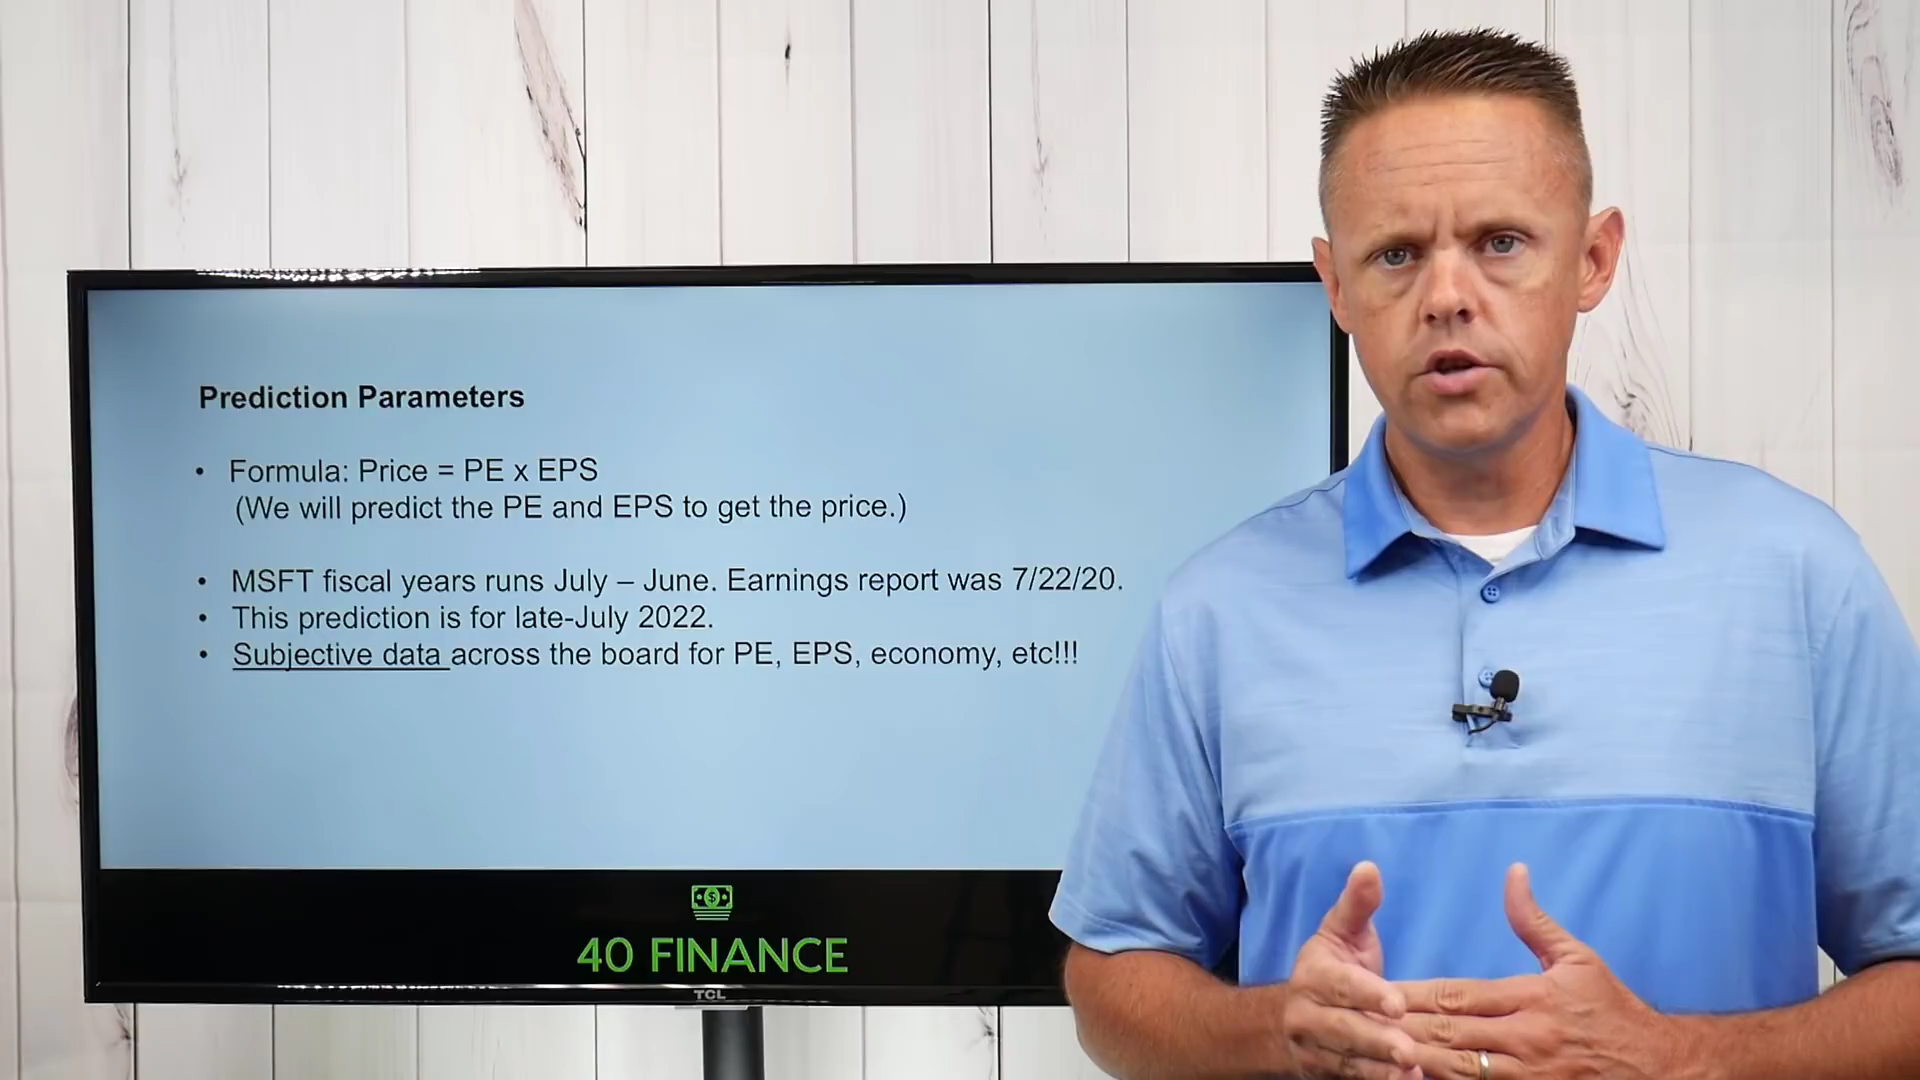 Prediction Parameters
• Formula: Price = PE x EPS
(We will predict the PE and EPS to get the price.)
• MSFT fiscal years runs July – June. Earnings report was 7/22/20.
• This prediction is for late-July 2022.
• Subjective data across the board for PE, EPS, economy, etc!!!
40 FINANCE
TCL